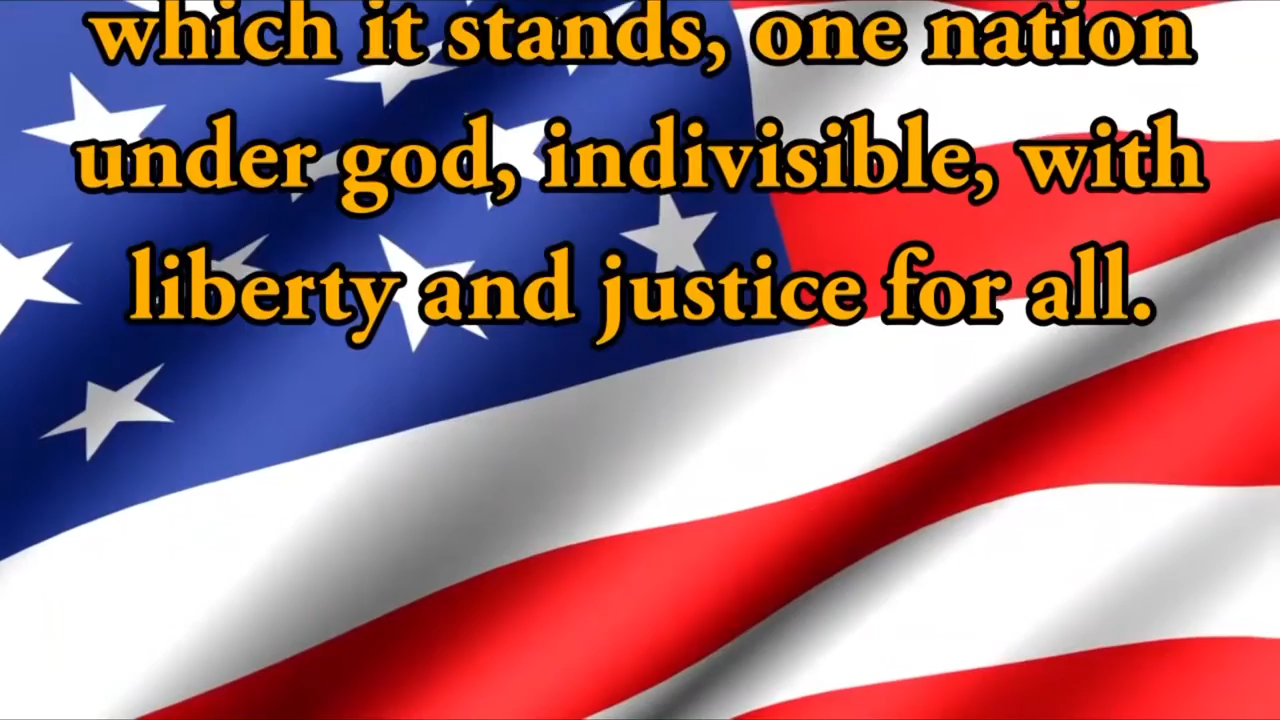 which it stands, one nation
under god, indivisible, with
liberty and justice for all.